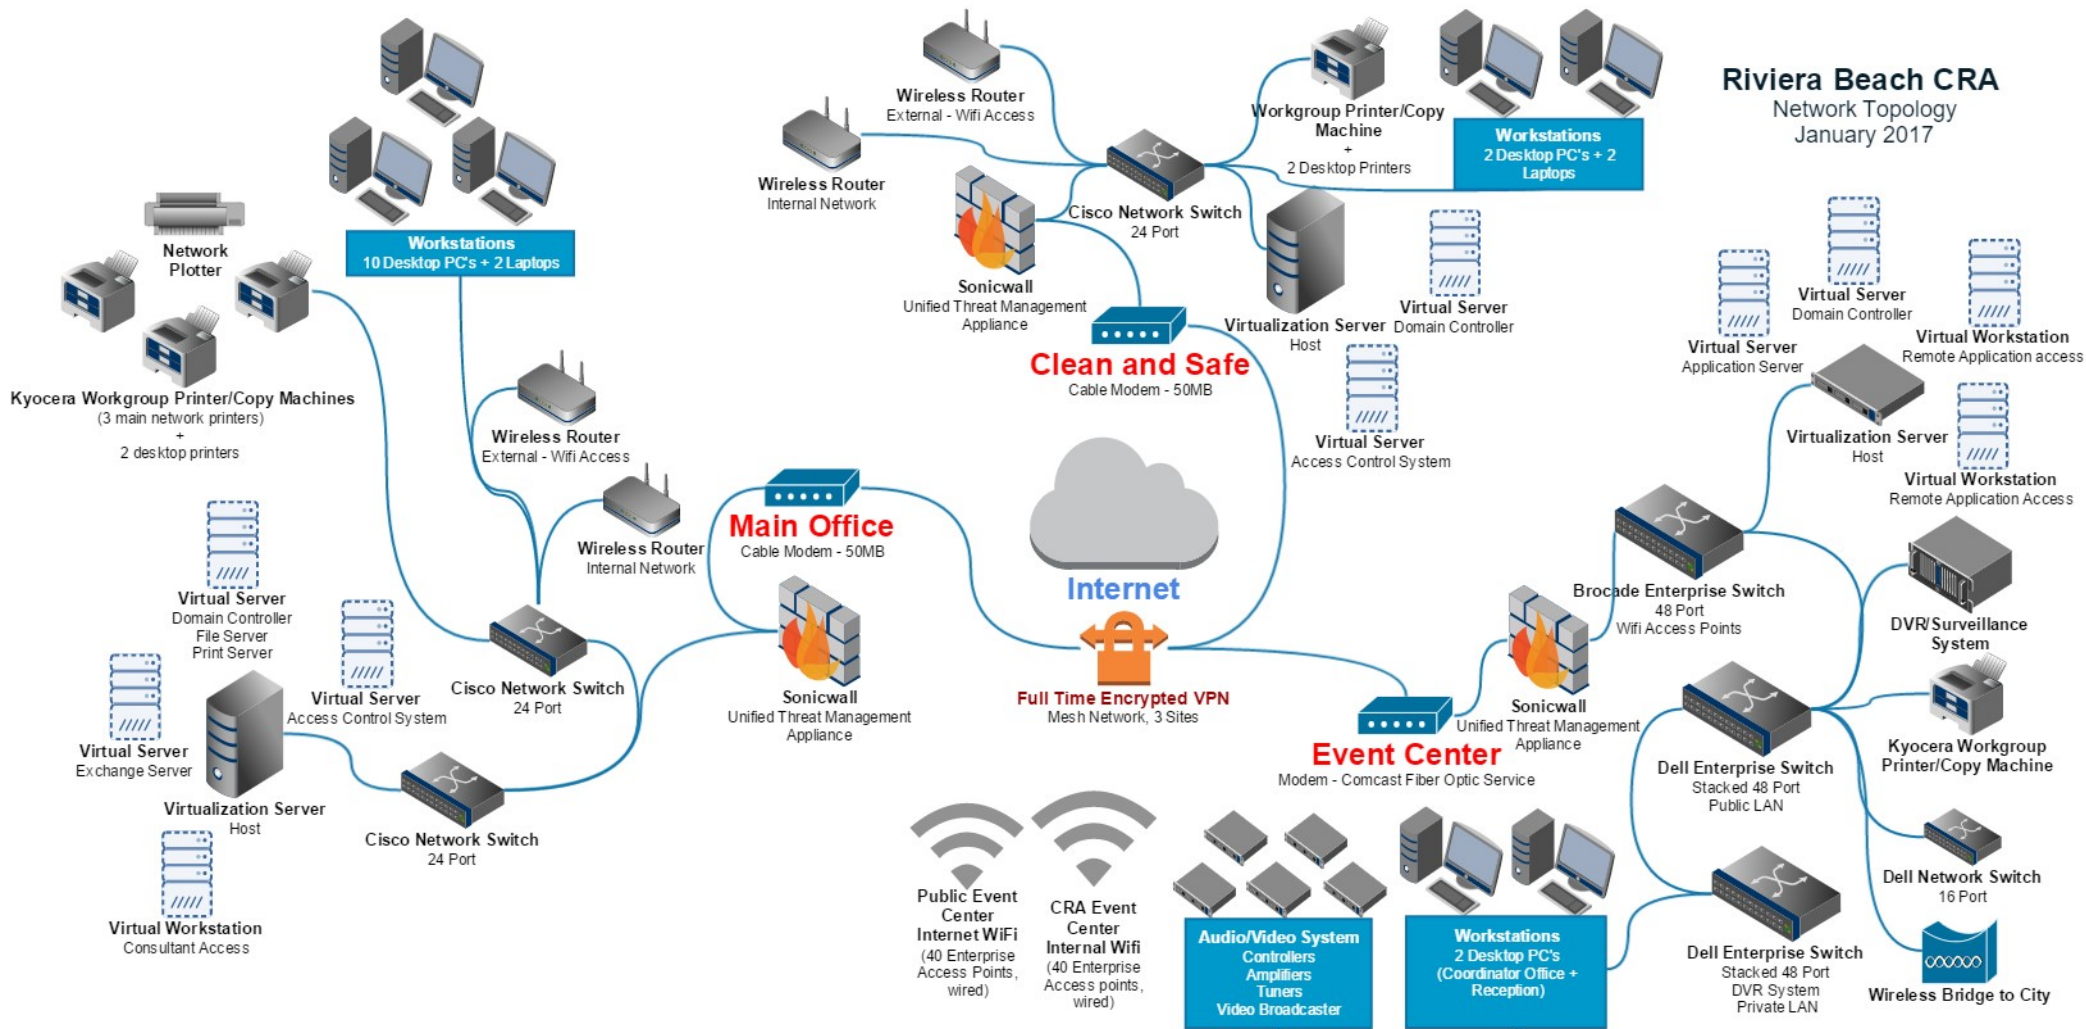 Riviera Beach CRA
Network Topology
January 2017
Wireless Router
External - Wifi Access
Wireless Router
Internal Network
Workgroup Printer/Copy
Machine
+
2 Desktop Printers
Workstations
2 Desktop PC's + 2
Laptops
Cisco Network Switch
24 Port
Sonicwall
Unified Threat Management
Appliance
Virtualization Server
Host
Virtual Server
Domain Controller
Virtual Server
Access Control System
Clean and Safe
Cable Modem - 50MB
Network
Plotter
Workstations
10 Desktop PC's + 2 Laptops
Kyocera Workgroup Printer/Copy Machines
(3 main network printers)
+
2 desktop printers
Wireless Router
External - Wifi Access
Wireless Router
Internal Network
Main Office
Cable Modem - 50MB
Virtual Server
Domain Controller
File Server
Print Server
Virtual Server
Access Control System
Virtual Server
Exchange Server
Virtualization Server
Host
Virtual Workstation
Consultant Access
Cisco Network Switch
24 Port
Cisco Network Switch
24 Port
Sonicwall
Unified Threat Management
Appliance
Internet
Full Time Encrypted VPN
Mesh Network, 3 Sites
Event Center
Modem - Comcast Fiber Optic Service
Sonicwall
Unified Threat Management
Appliance
Virtual Server
Application Server
Virtual Server
Domain Controller
Virtual Workstation
Remote Application access
Virtualization Server
Host
Virtual Workstation
Remote Application Access
Brocade Enterprise Switch
48 Port
Wifi Access Points
DVR/Surveillance
System
Kyocera Workgroup
Printer/Copy Machine
Dell Enterprise Switch
Stacked 48 Port
Public LAN
Dell Network Switch
16 Port
Dell Enterprise Switch
Stacked 48 Port
DVR System
Private LAN
Wireless Bridge to City
Public Event
Center
Internet WiFi
(40 Enterprise
Access Points,
wired)
CRA Event
Center
Internal Wifi
(40 Enterprise
Access points,
wired)
Audio/Video System
Controllers
Amplifiers
Tuners
Video Broadcaster
Workstations
2 Desktop PC's
(Coordinator Office +
Reception)